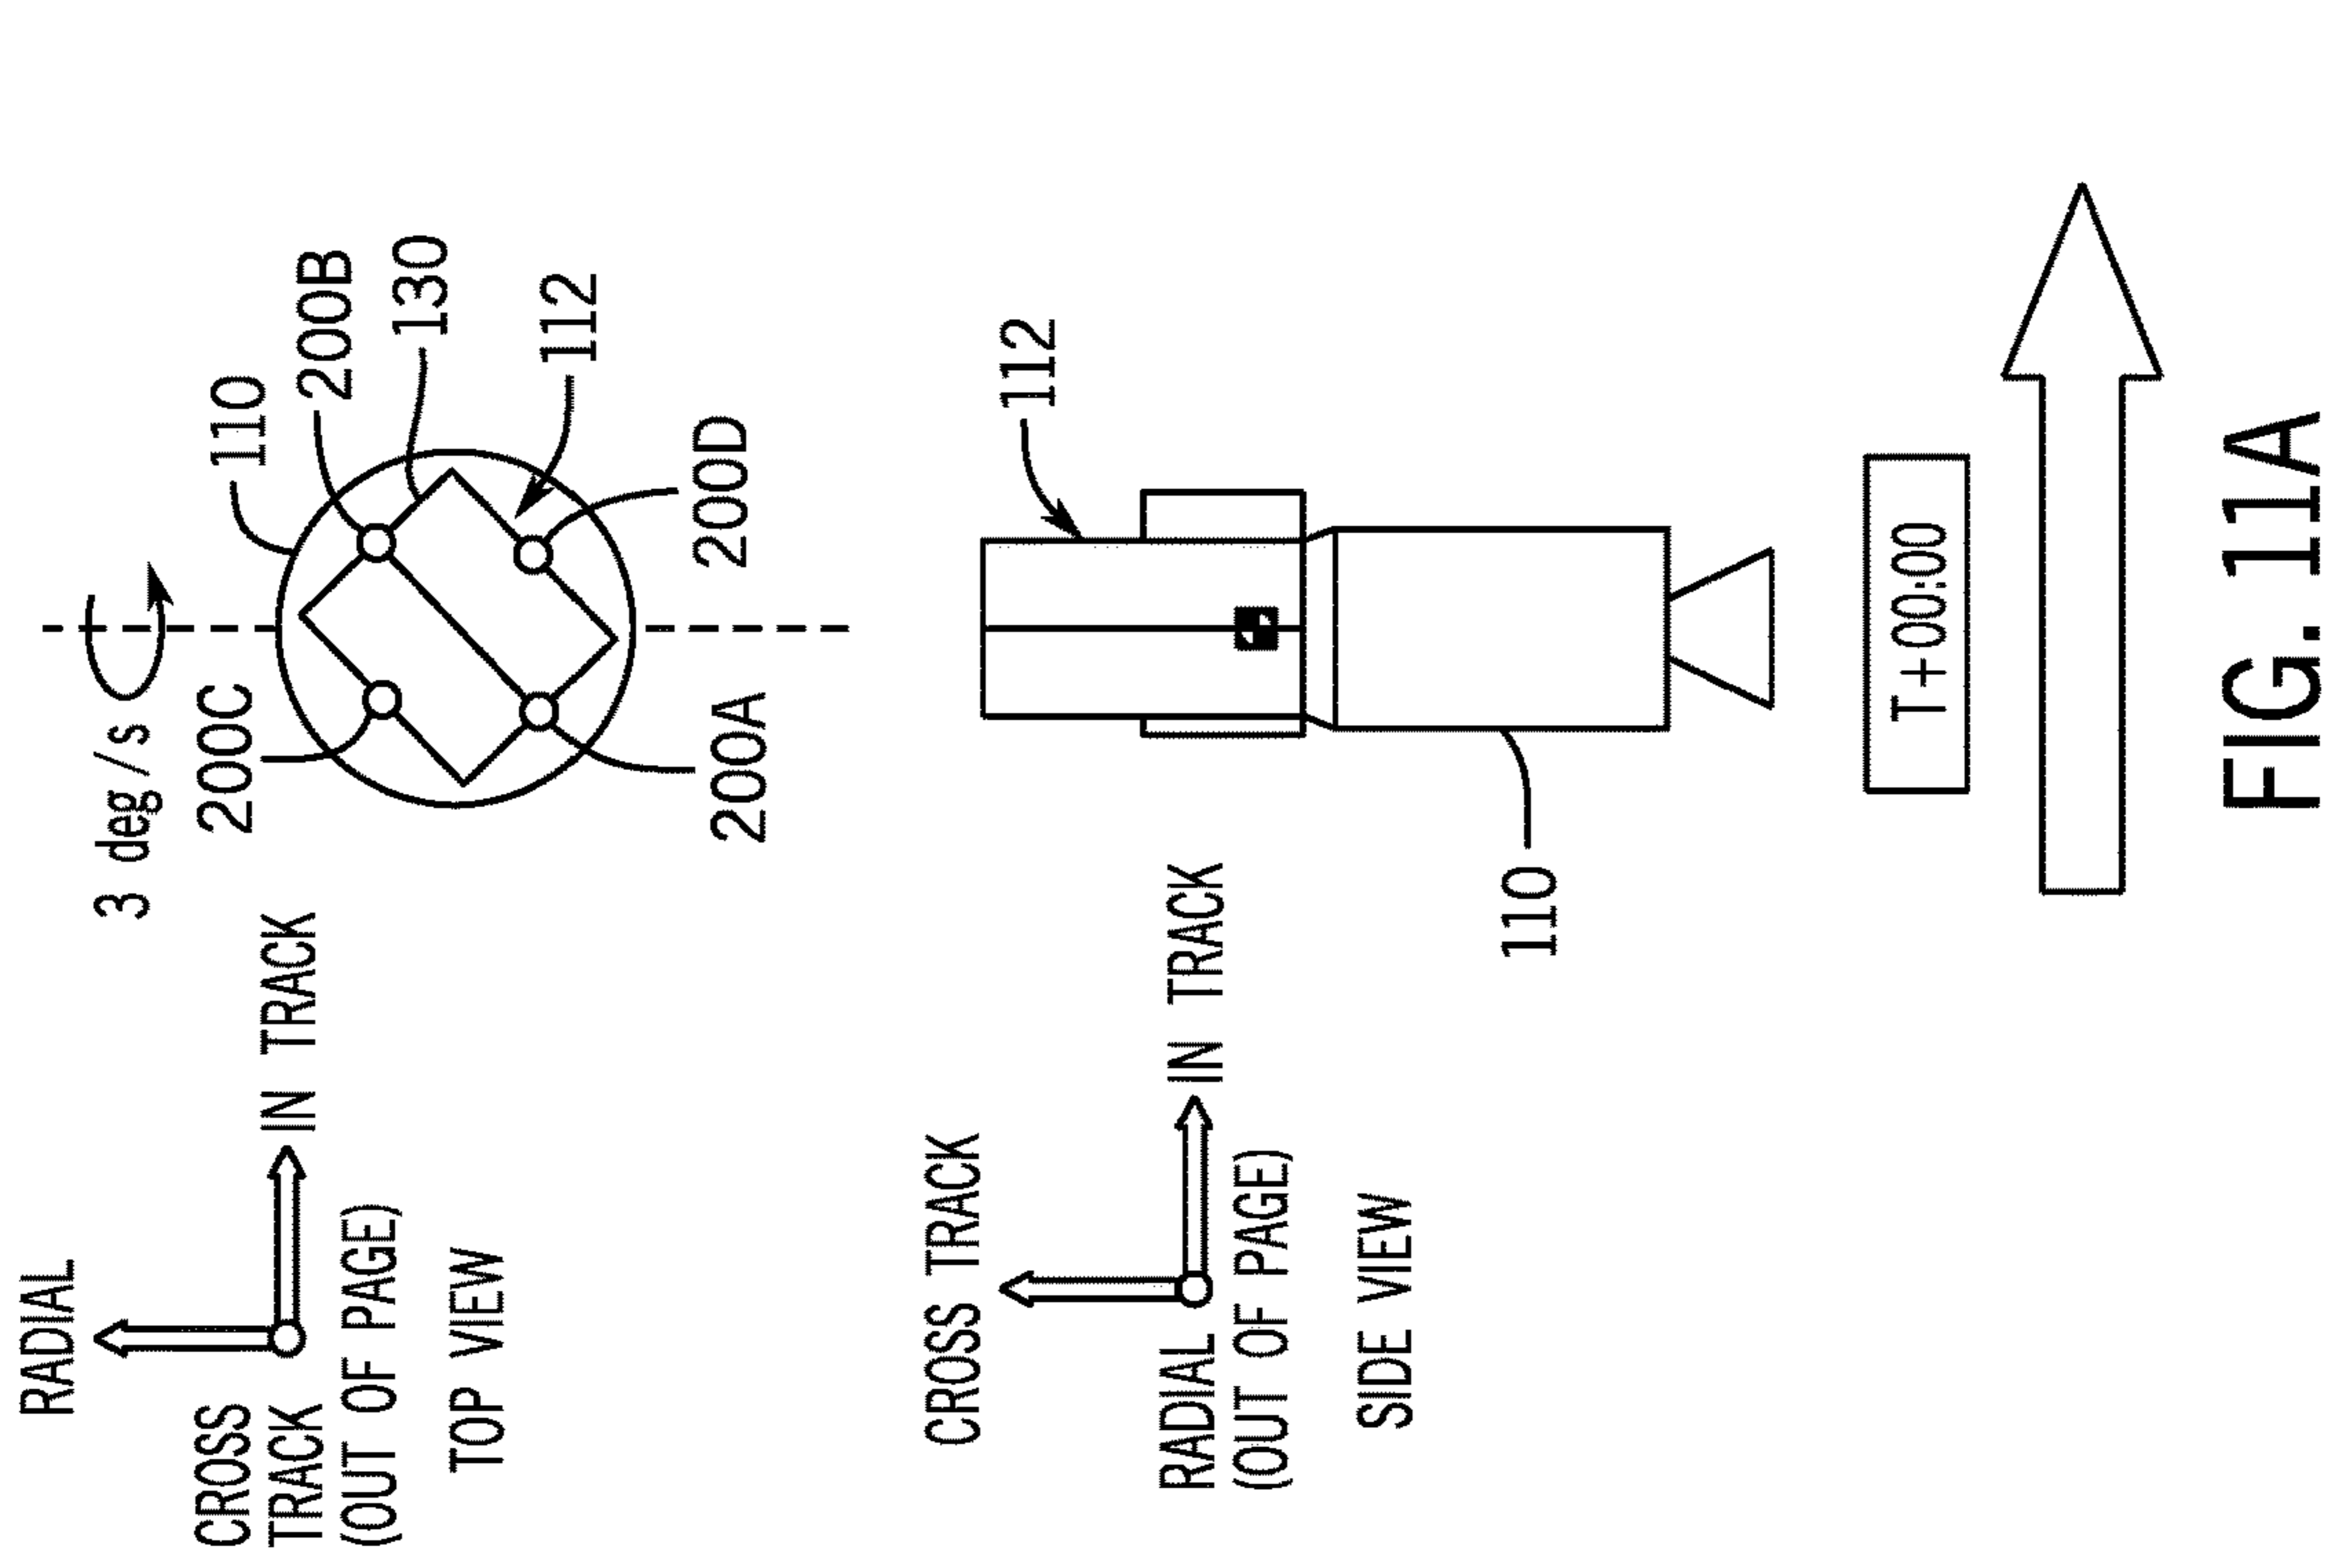 RADIAL
3 deg/s
CROSS
TRACK
(OUT OF PAGE)
IN TRACK
TOP VIEW
200C
110
200B
130
112
200D
200A
CROSS TRACK
RADIAL
(OUT OF PAGE)
IN TRACK
SIDE VIEW
112
110
T+00:00
FIG. 11A